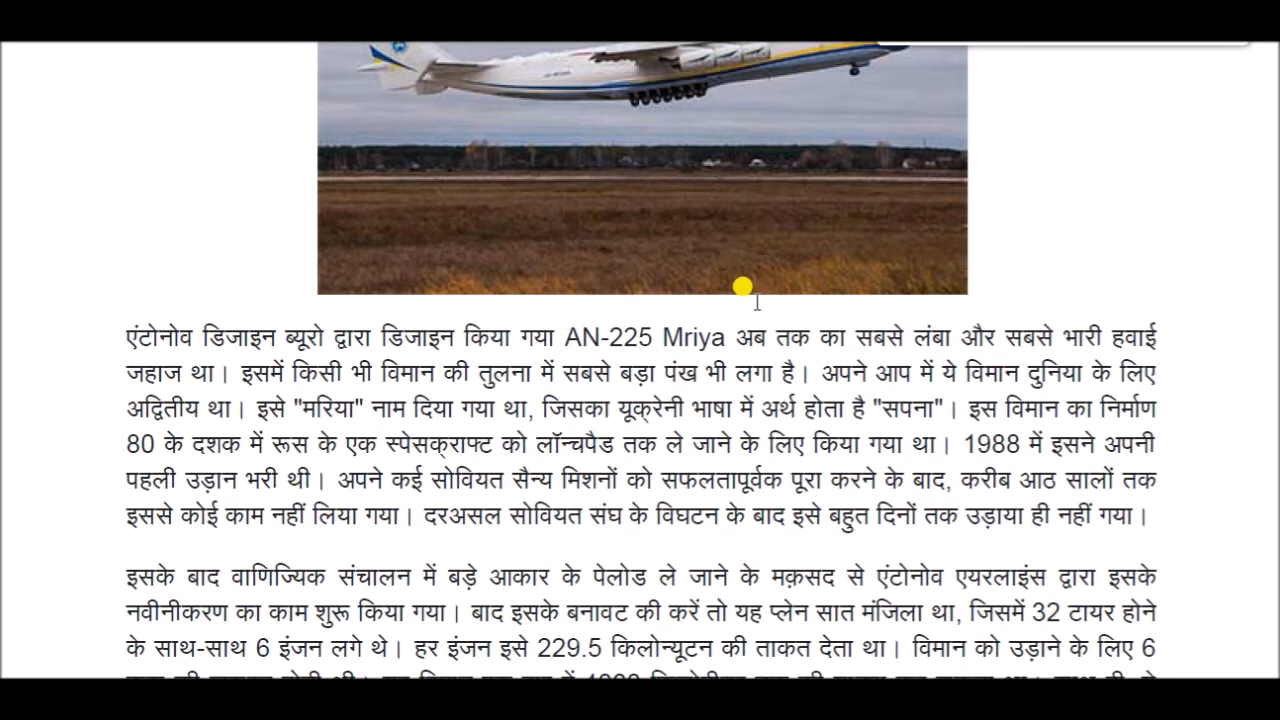 एंटोनोव डिजाइन ब्यूरो द्वारा डिजाइन किया गया AN-225 Mriya अब तक का सबसे लंबा और सबसे भारी हवाई
जहाज था। इसमें किसी भी विमान की तुलना में सबसे बड़ा पंख भी लगा है। अपने आप में ये विमान दुनिया के लिए
अद्वितीय था। इसे "मरिया" नाम दिया गया था, जिसका यूक्रेनी भाषा में अर्थ होता है "सपना"। इस विमान का निर्माण
80 के दशक में रूस के एक स्पेसक्राफ्ट को लॉन्चपैड तक ले जाने के लिए किया गया था। 1988 में इसने अपनी
पहली उड़ान भरी थी। अपने कई सोवियत सैन्य मिशनों को सफलतापूर्वक पूरा करने के बाद, करीब आठ सालों तक
इससे कोई काम नहीं लिया गया। दरअसल सोवियत संघ के विघटन के बाद इसे बहुत दिनों तक उड़ाया ही नहीं गया।
इसके बाद वाणिज्यिक संचालन में बड़े आकार के पेलोड ले जाने के मक़सद से एंटोनोव एयरलाइंस द्वारा इसके
नवीनीकरण का काम शुरू किया गया। बाद इसके बनावट की करें तो यह प्लेन सात मंजिला था, जिसमें 32 टायर होने
के साथ-साथ 6 इंजन लगे थे। हर इंजन इसे 229.5 किलोन्यूटन की ताकत देता था। विमान को उड़ाने के लिए 6